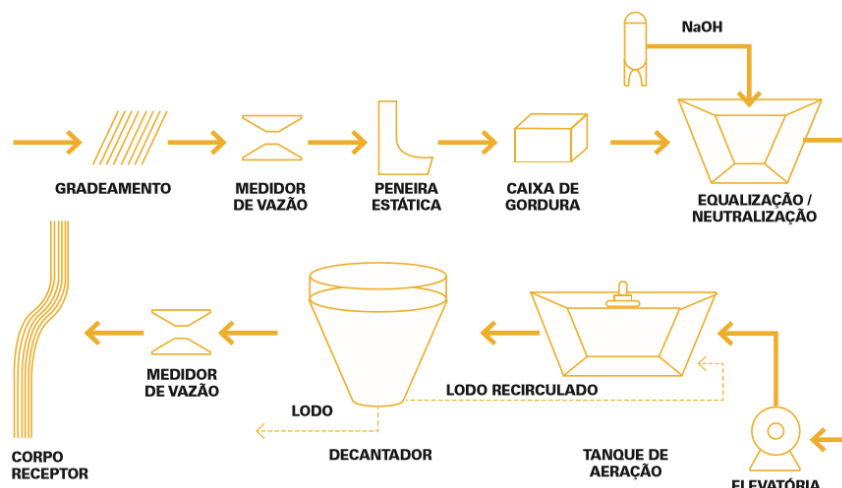 NaOH
GRADEAMENTO
MEDIDOR
DE VAZÃO
PENEIRA
ESTÁTICA
CAIXA DE
GORDURA
EQUALIZAÇÃO /
NEUTRALIZAÇÃO
LODO RECIRCULADO
MEDIDOR
DE VAZÃO
LODO
CORPO
RECEPTOR
DECANTADOR
TANQUE DE
AERAÇÃO
ELEVATÓRIA